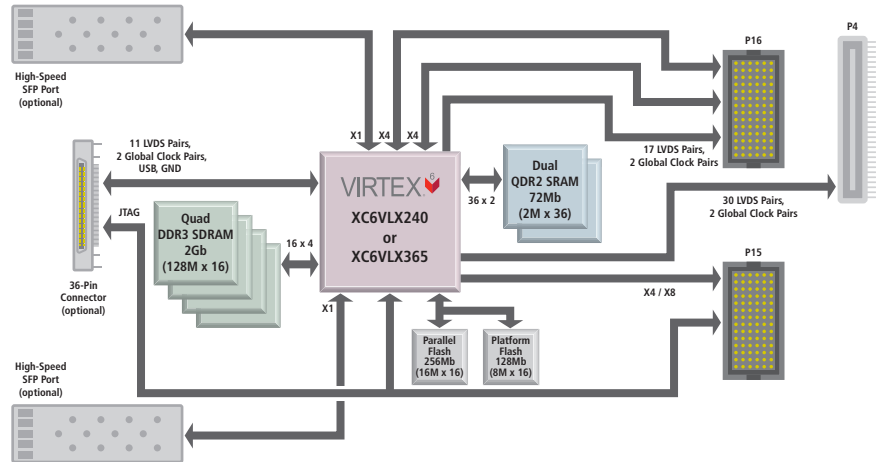 P16
P4
High-Speed
SFP Port
(optional)
11 LVDS Pairs,
2 Global Clock Pairs,
USB, GND
X1
X4
X4
17 LVDS Pairs,
2 Global Clock Pairs
VIRTEX 6
XC6VLX240
or
XC6VLX365
36 x 2
Dual
QDR2 SRAM
72Mb
(2M x 36)
30 LVDS Pairs,
2 Global Clock Pairs
JTAG
Quad
DDR3 SDRAM
2Gb
(128M x 16)
16 x 4
36-Pin
Connector
(optional)
P15
X4 / X8
X1
Parallel
Flash
256Mb
(16M x 16)
Platform
Flash
128Mb
(8M x 16)
High-Speed
SFP Port
(optional)